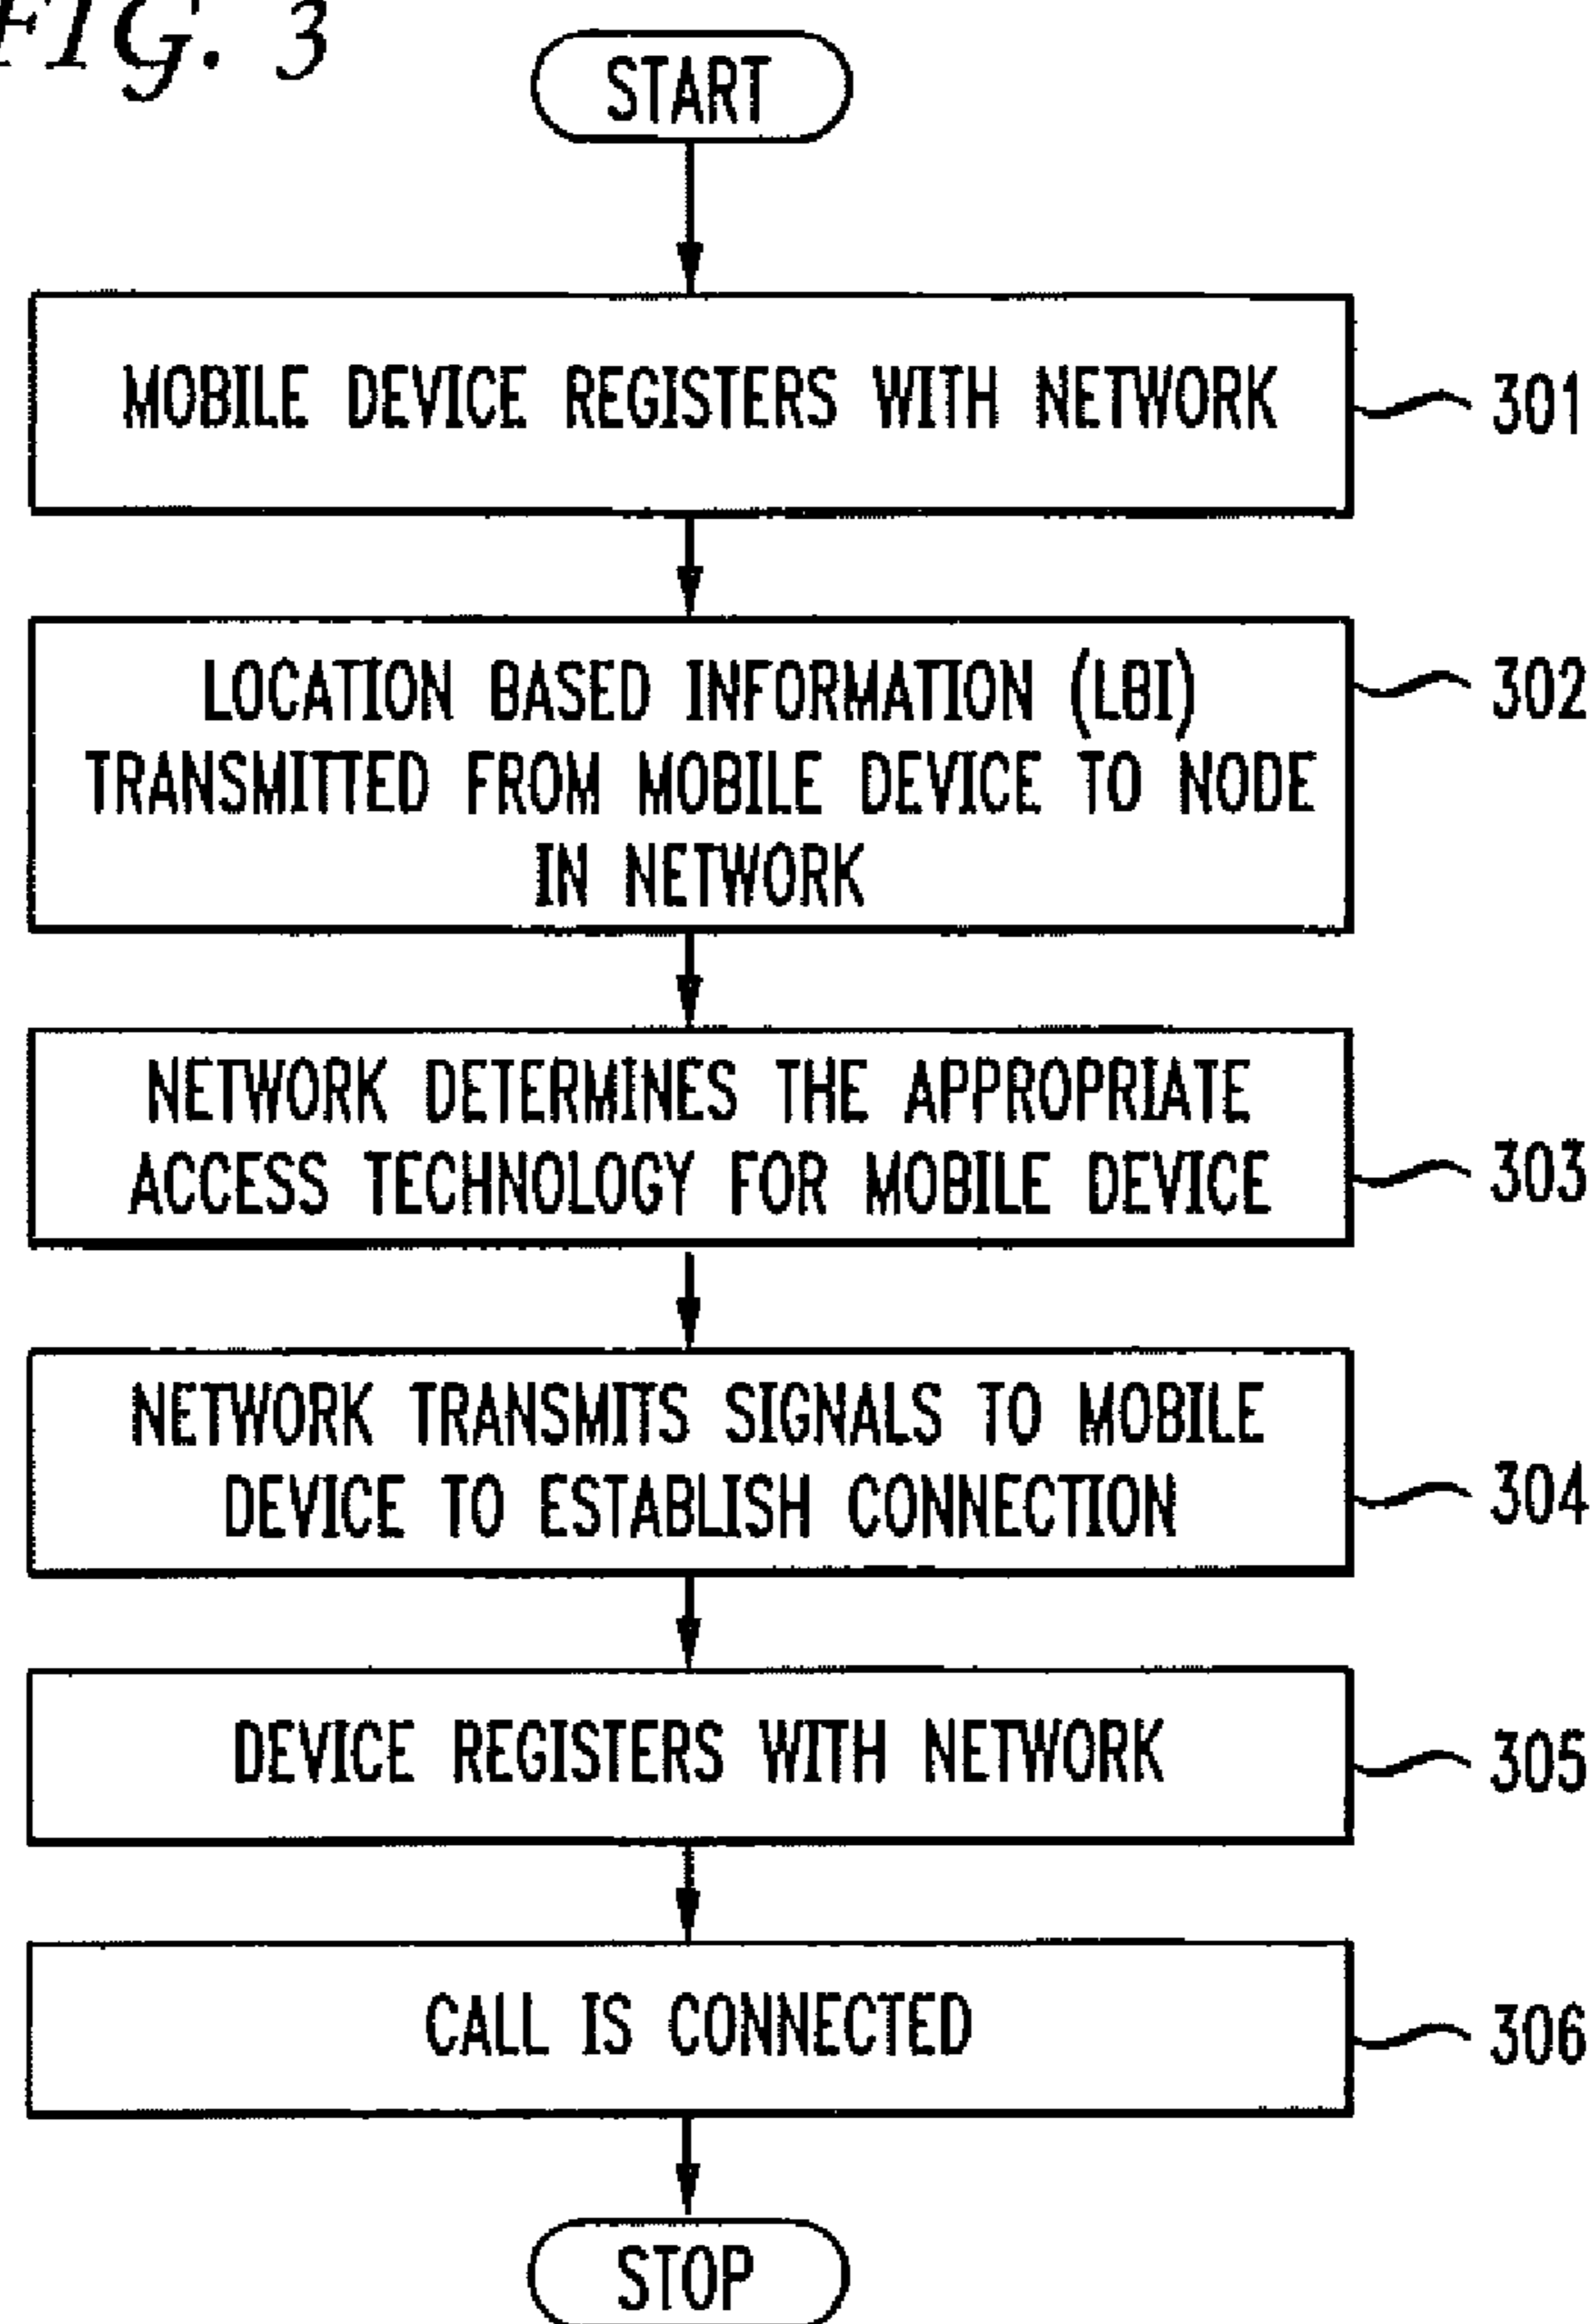 FIG. 3
START
MOBILE DEVICE REGISTERS WITH NETWORK
301
LOCATION BASED INFORMATION (LBI)
TRANSMITTED FROM MOBILE DEVICE TO NODE
IN NETWORK
302
NETWORK DETERMINES THE APPROPRIATE
ACCESS TECHNOLOGY FOR MOBILE DEVICE
303
NETWORK TRANSMITS SIGNALS TO MOBILE
DEVICE TO ESTABLISH CONNECTION
304
DEVICE REGISTERS WITH NETWORK
305
CALL IS CONNECTED
306
STOP